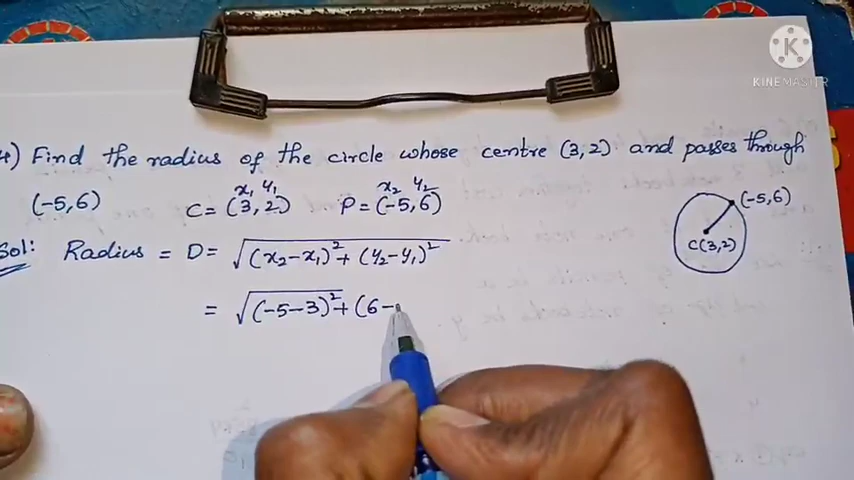 K
KINEMASTER
4) Find the radius of the circle whose centre (3,2) and passes through
x₁ y₁ x₂ y₂
(-5,6) C = (3,2) P = (-5,6)
(-5,6)
C(3,2)
Sol: Radius = D = √(x₂-x₁)² + (y₂-y₁)²
= √(-5-3)² + (6-